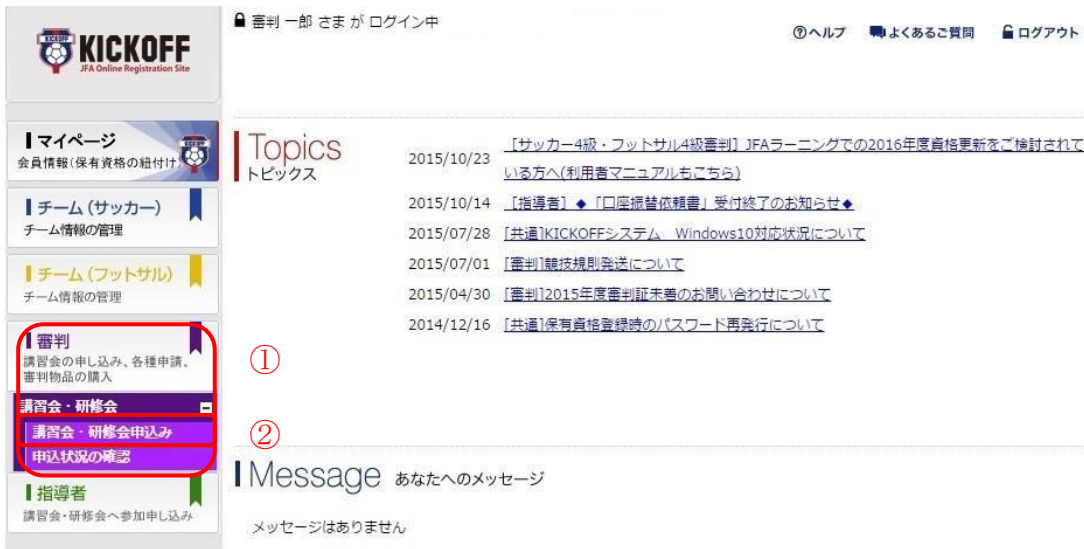 KICKOFF
JFA Online Registration Site
審判 一郎 さま が ログイン中
?ヘルプ よくあるご質問 ログアウト
マイページ
会員情報(保有資格の紐付け)
チーム(サッカー)
チーム情報の管理
チーム(フットサル)
チーム情報の管理
審判
講習会の申し込み、各種申請、
審判物品の購入
講習会・研修会
講習会・研修会申込み
申込状況の確認
指導者
講習会・研修会へ参加申し込み
①
②
Topics
トピックス
2015/10/23 [サッカー4級・フットサル4級審判] JFAラーニングでの2016年度資格更新をご検討されて
いる方へ(利用者マニュアルもこちら)
2015/10/14 [指導者]◆「口座振替依頼書」受付終了のお知らせ◆
2015/07/28 [共通]KICKOFFシステム Windows10対応状況について
2015/07/01 [審判]競技規則発送について
2015/04/30 [審判]2015年度審判証未着のお問い合わせについて
2014/12/16 [共通]保有資格登録時のパスワード再発行について
Message あなたへのメッセージ
メッセージはありません